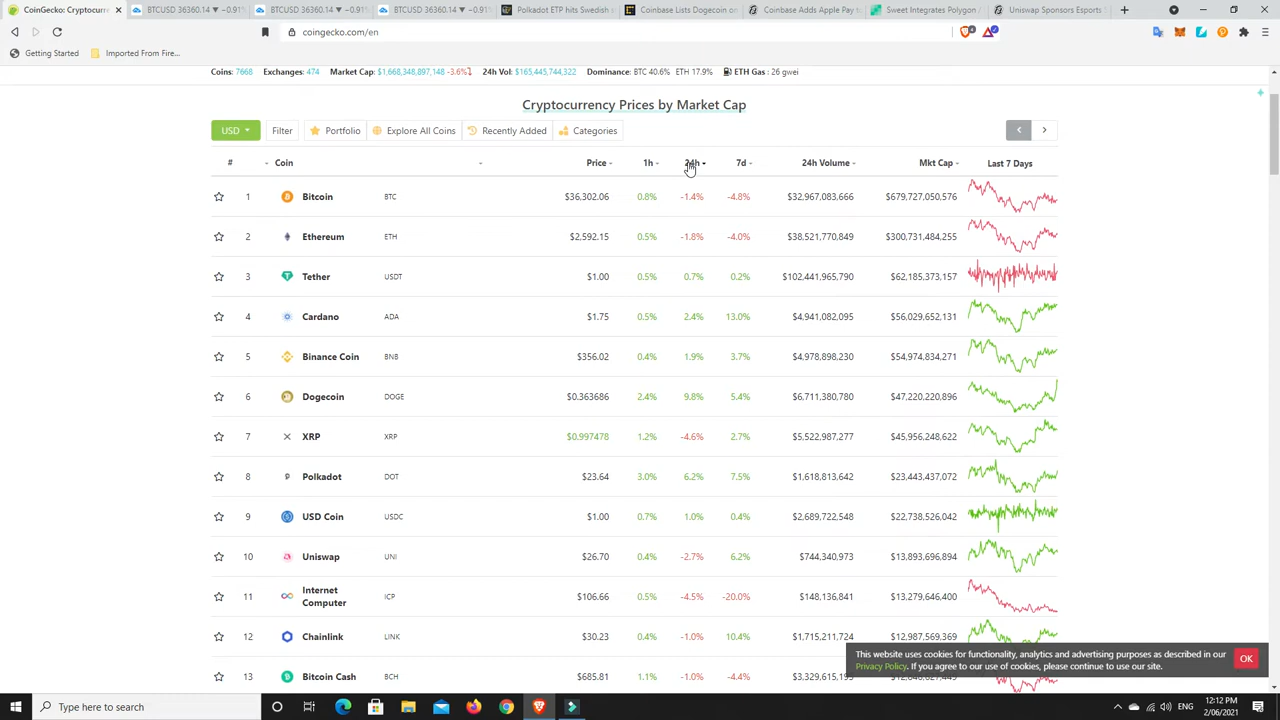 CoinGecko: Cryptocurrency
BTCUSD 36360.14 ▼ −0.91%
BTCUSD 36360.14 ▼ −0.91%
BTCUSD 36360.14 ▼ −0.91%
Polkadot ETP hits Swedish
Coinbase Lists Dogecoin on
Coinbase Adds Apple Pay to
Sweet Integrates Polygon /
Uniswap Sponsors Esports
coingecko.com/en
Getting Started
Imported From Fire...
Coins: 7668 Exchanges: 474 Market Cap: $1,668,348,897,148 -3.6% 24h Vol: $165,445,744,322 Dominance: BTC 40.6% ETH 17.9% ETH Gas: 26 gwei
Cryptocurrency Prices by Market Cap
USD Filter Portfolio Explore All Coins Recently Added Categories
# Coin Price 1h 24h 7d 24h Volume Mkt Cap Last 7 Days
1 Bitcoin BTC $36,302.06 0.8% -1.4% -4.8% $32,967,083,666 $679,727,050,576
2 Ethereum ETH $2,592.15 0.5% -1.8% -4.0% $38,521,770,849 $300,731,484,255
3 Tether USDT $1.00 0.5% 0.7% 0.2% $102,441,965,790 $62,185,373,157
4 Cardano ADA $1.75 0.5% 2.4% 13.0% $4,941,082,095 $56,029,652,131
5 Binance Coin BNB $356.02 0.4% 1.9% 3.7% $4,978,898,230 $54,974,834,271
6 Dogecoin DOGE $0.363686 2.4% 9.8% 5.4% $6,711,380,780 $47,220,220,896
7 XRP XRP $0.997478 1.2% -4.6% 2.7% $5,522,987,277 $45,956,248,622
8 Polkadot DOT $23.64 3.0% 6.2% 7.5% $1,618,813,642 $23,443,437,072
9 USD Coin USDC $1.00 0.7% 1.0% 0.4% $2,689,722,548 $22,738,526,042
10 Uniswap UNI $26.70 0.4% -2.7% 6.2% $744,340,973 $13,893,696,894
11 Internet Computer ICP $106.66 0.5% -4.5% -20.0% $148,136,841 $13,279,646,400
12 Chainlink LINK $30.23 0.4% -1.0% 10.4% $1,715,211,724 $12,987,569,369
13 Bitcoin Cash BCH $685.81 1.1% -1.0% -4.4%
This website uses cookies for functionality, analytics and advertising purposes as described in our
Privacy Policy. If you agree to our use of cookies, please continue to use our site.
OK
Type here to search
ENG
12:12 PM
2/06/2021